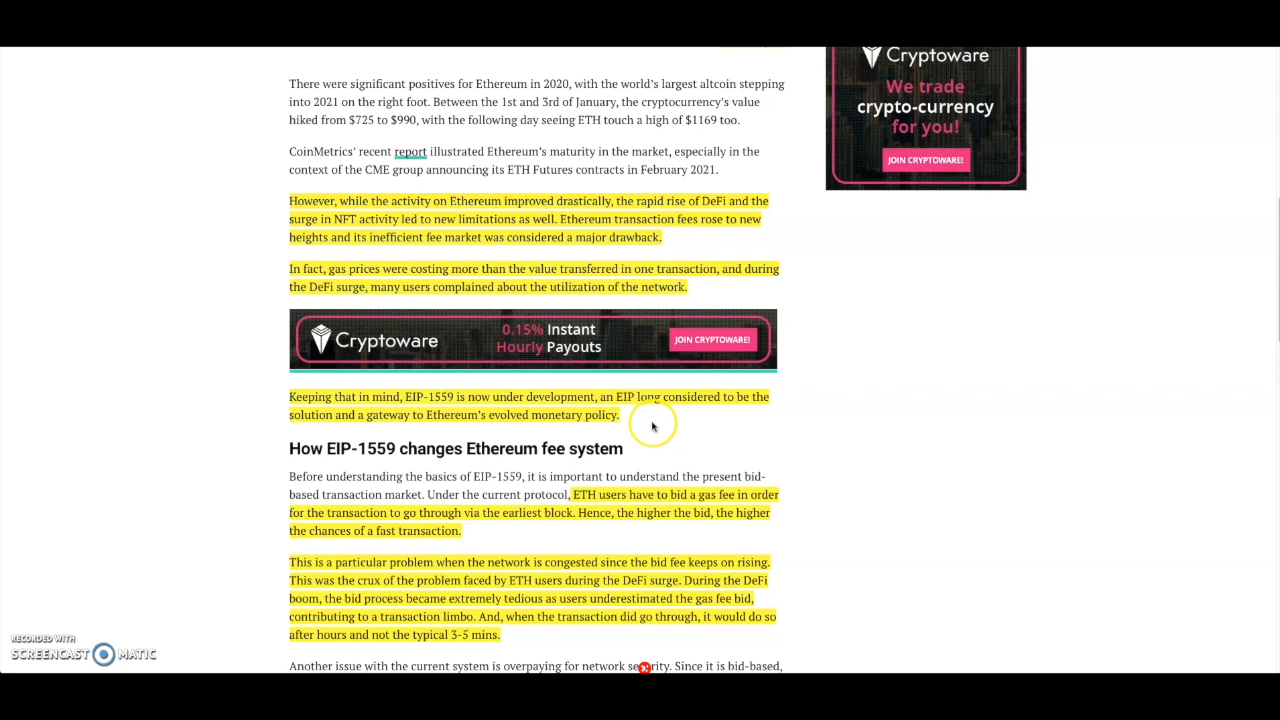 There were significant positives for Ethereum in 2020, with the world's largest altcoin stepping
into 2021 on the right foot. Between the 1st and 3rd of January, the cryptocurrency's value
hiked from $725 to $990, with the following day seeing ETH touch a high of $1169 too.
CoinMetrics' recent report illustrated Ethereum's maturity in the market, especially in the
context of the CME group announcing its ETH Futures contracts in February 2021.
However, while the activity on Ethereum improved drastically, the rapid rise of DeFi and the
surge in NFT activity led to new limitations as well. Ethereum transaction fees rose to new
heights and its inefficient fee market was considered a major drawback.
In fact, gas prices were costing more than the value transferred in one transaction, and during
the DeFi surge, many users complained about the utilization of the network.
Cryptoware
0.15% Instant
Hourly Payouts
JOIN CRYPTOWARE!
Keeping that in mind, EIP-1559 is now under development, an EIP long considered to be the
solution and a gateway to Ethereum's evolved monetary policy.
How EIP-1559 changes Ethereum fee system
Before understanding the basics of EIP-1559, it is important to understand the present bid-
based transaction market. Under the current protocol, ETH users have to bid a gas fee in order
for the transaction to go through via the earliest block. Hence, the higher the bid, the higher
the chances of a fast transaction.
This is a particular problem when the network is congested since the bid fee keeps on rising.
This was the crux of the problem faced by ETH users during the DeFi surge. During the DeFi
boom, the bid process became extremely tedious as users underestimated the gas fee bid,
contributing to a transaction limbo. And, when the transaction did go through, it would do so
after hours and not the typical 3-5 mins.
Another issue with the current system is overpaying for network security. Since it is bid-based,
Cryptoware
We trade
crypto-currency
for you!
JOIN CRYPTOWARE!
RECORDED WITH
SCREENCAST MATIC